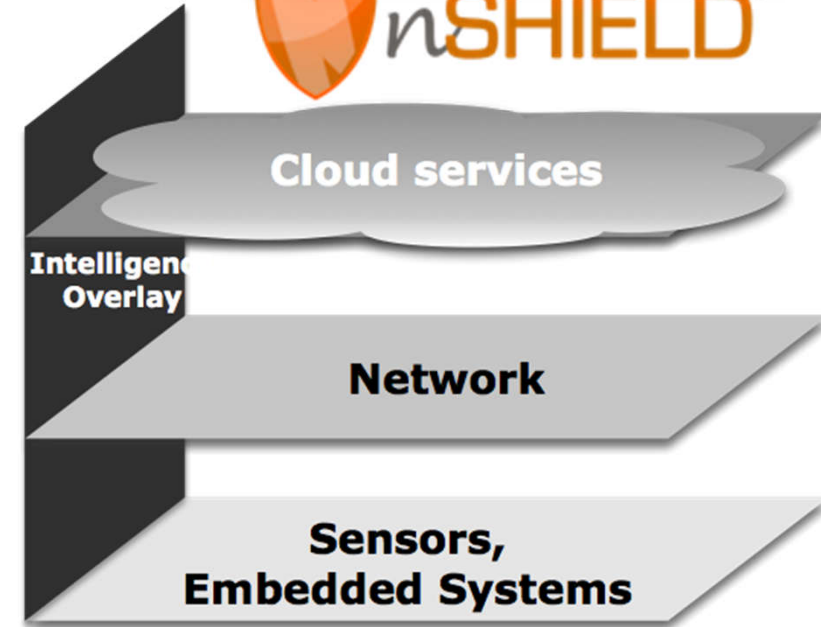 nSHIELD
Cloud services
Intelligenc
Overlay
Network
Sensors,
Embedded Systems